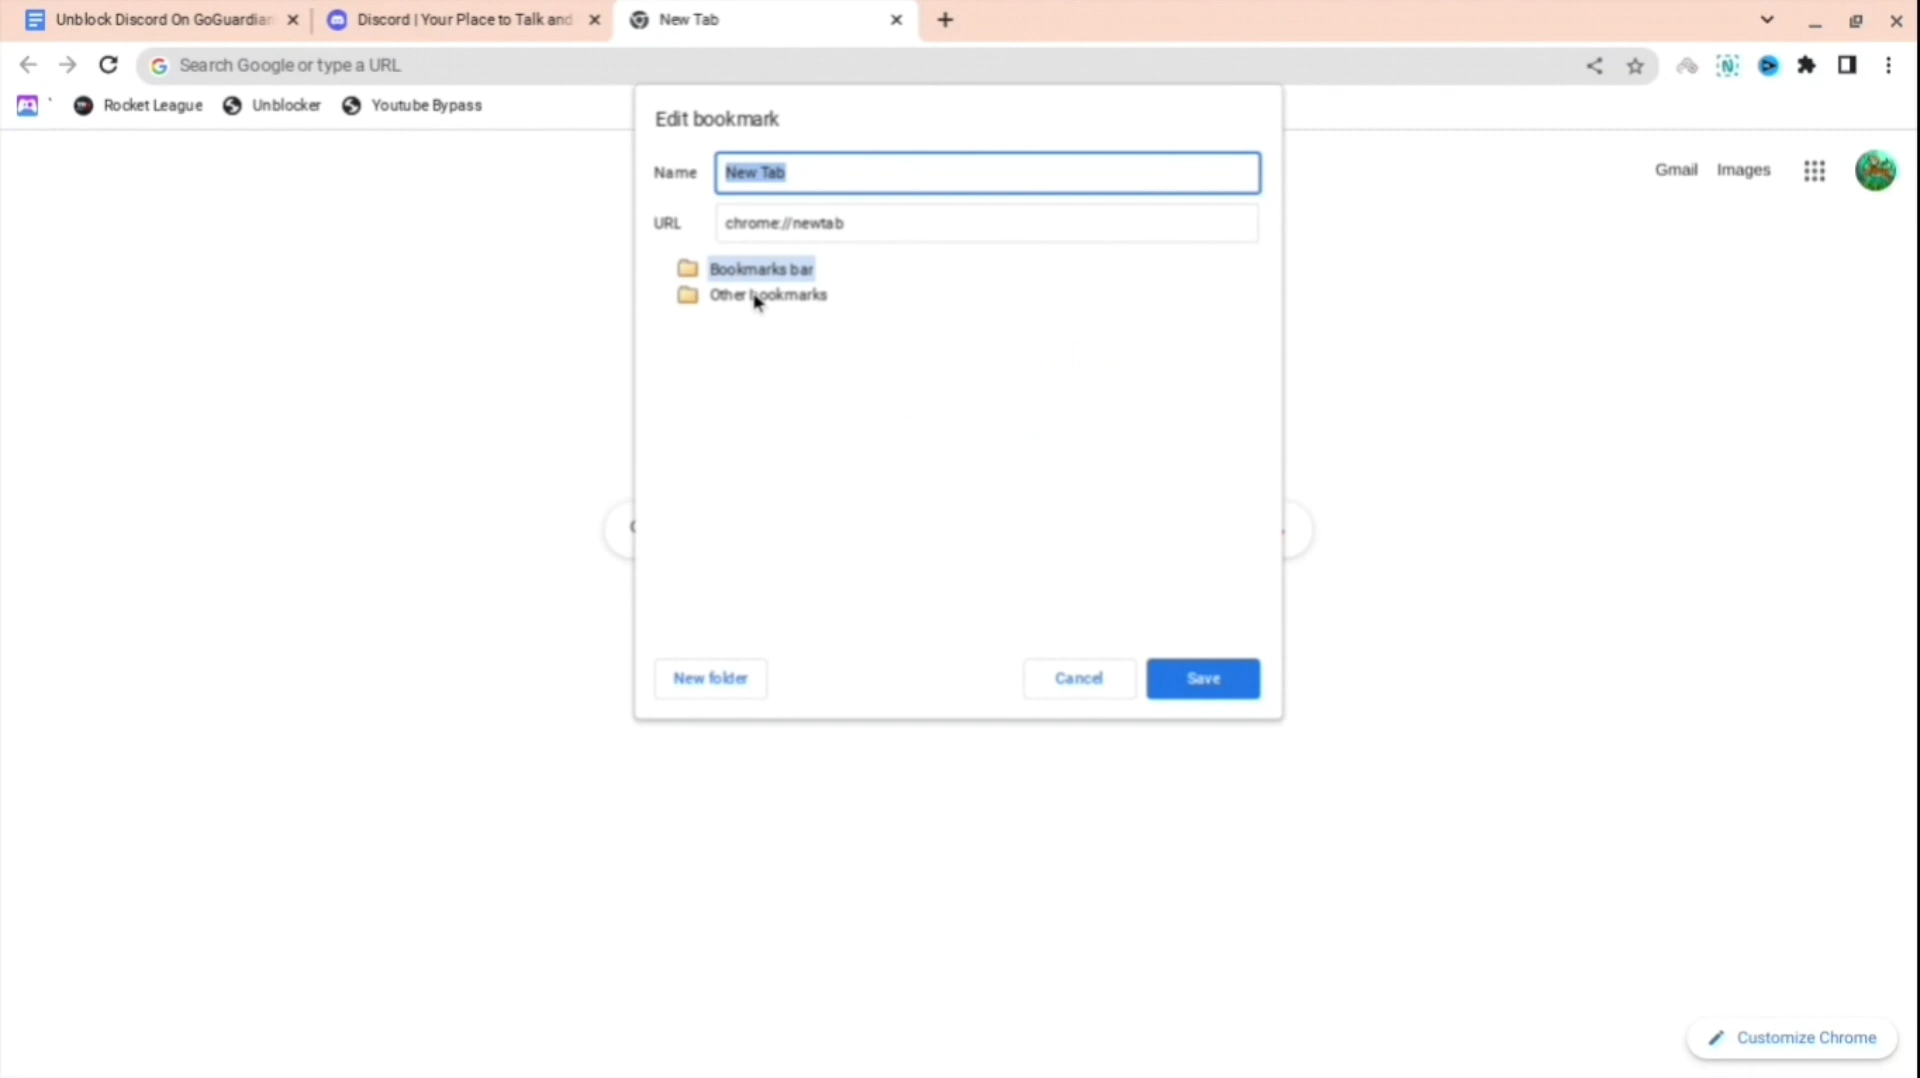 Unblock Discord On GoGuardian
Discord | Your Place to Talk and
New Tab
Search Google or type a URL
Rocket League
Unblocker
Youtube Bypass
Edit bookmark
Name
New Tab
URL
chrome://newtab
Bookmarks bar
Other bookmarks
Gmail
Images
New folder
Cancel
Save
Customize Chrome